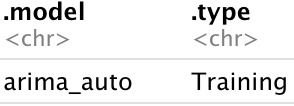 .model .type
<chr> <chr>
arima_auto Training